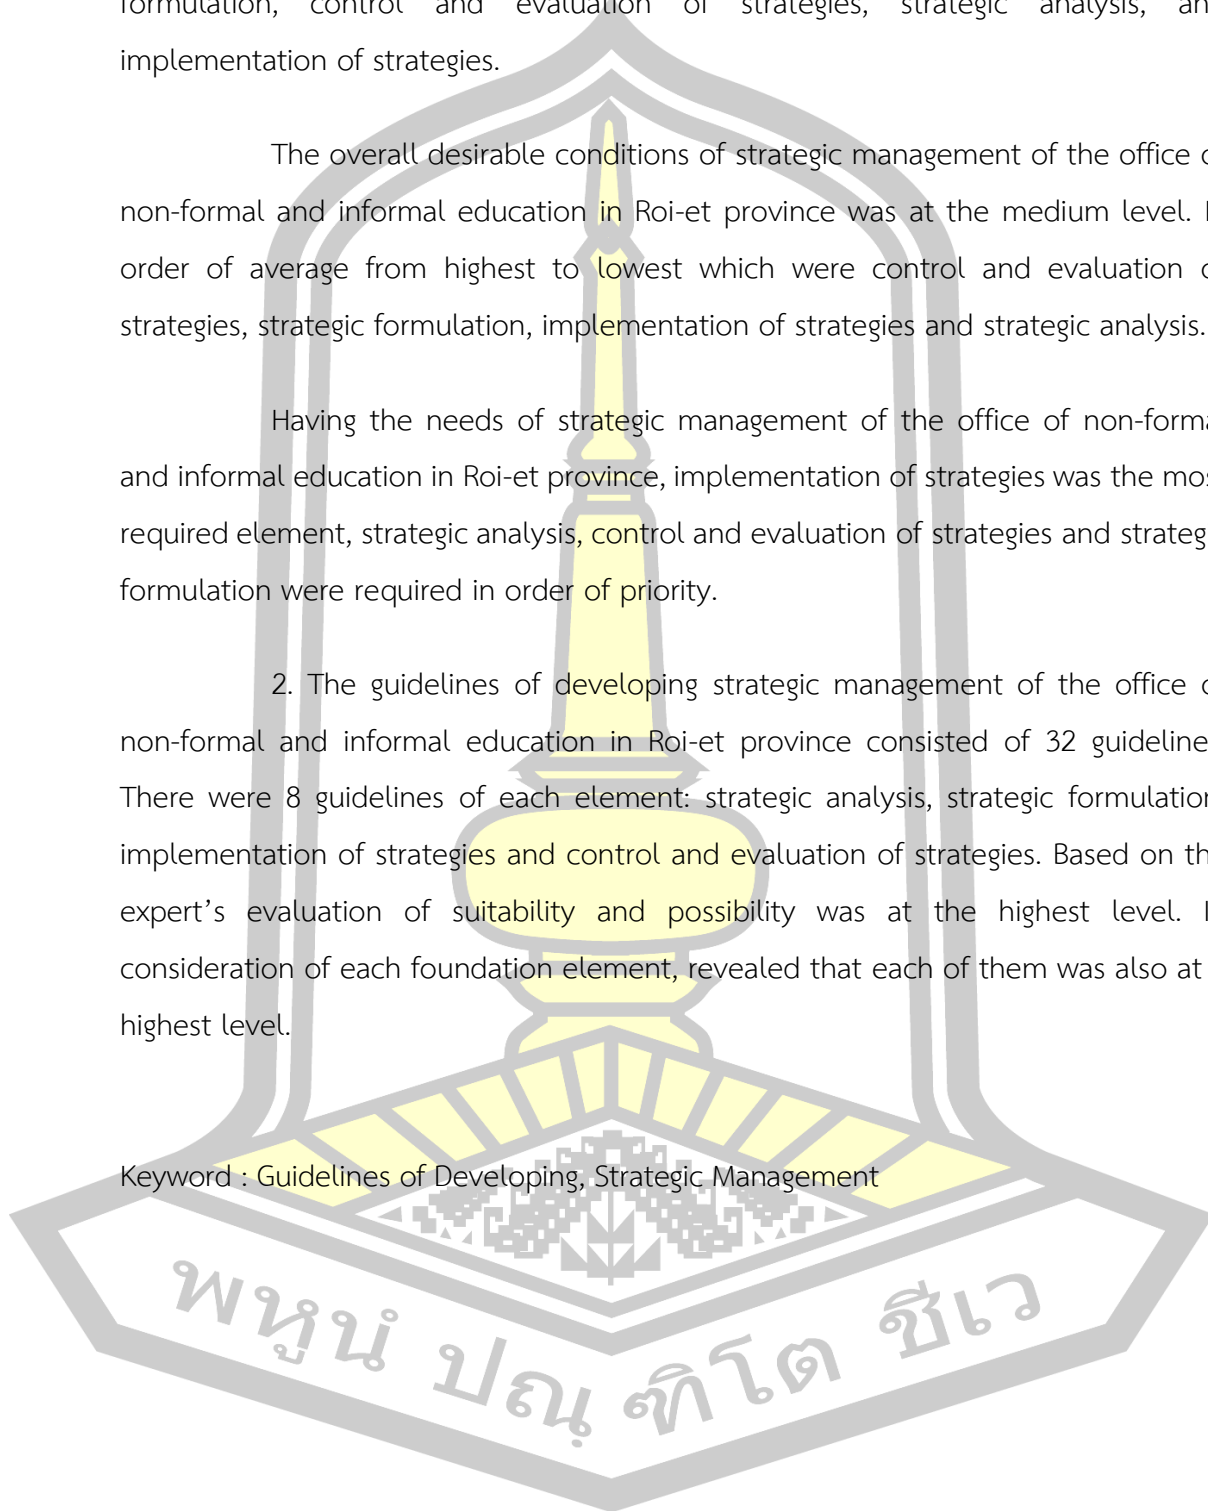 formulation, control and evaluation of strategies, strategic analysis, an
implementation of strategies.
The overall desirable conditions of strategic management of the office
non-formal and informal education in Roi-et province was at the medium level.
order of average from highest to lowest which were control and evaluation
strategies, strategic formulation, implementation of strategies and strategic analysis.
Having the needs of strategic management of the office of non-forma
and informal education in Roi-et province, implementation of strategies was the mos
required element, strategic analysis, control and evaluation of strategies and strateg
formulation were required in order of priority.
2. The guidelines of developing strategic management of the office
non-formal and informal education in Roi-et province consisted of 32 guideline
There were 8 guidelines of each element: strategic analysis, strategic formulation
implementation of strategies and control and evaluation of strategies. Based on th
expert’s evaluation of suitability and possibility was at the highest level.
consideration of each foundation element, revealed that each of them was also at
highest level.
Keyword : Guidelines of Developing, Strategic Management
พหูนํ ปณฺฑิโต ชีเว